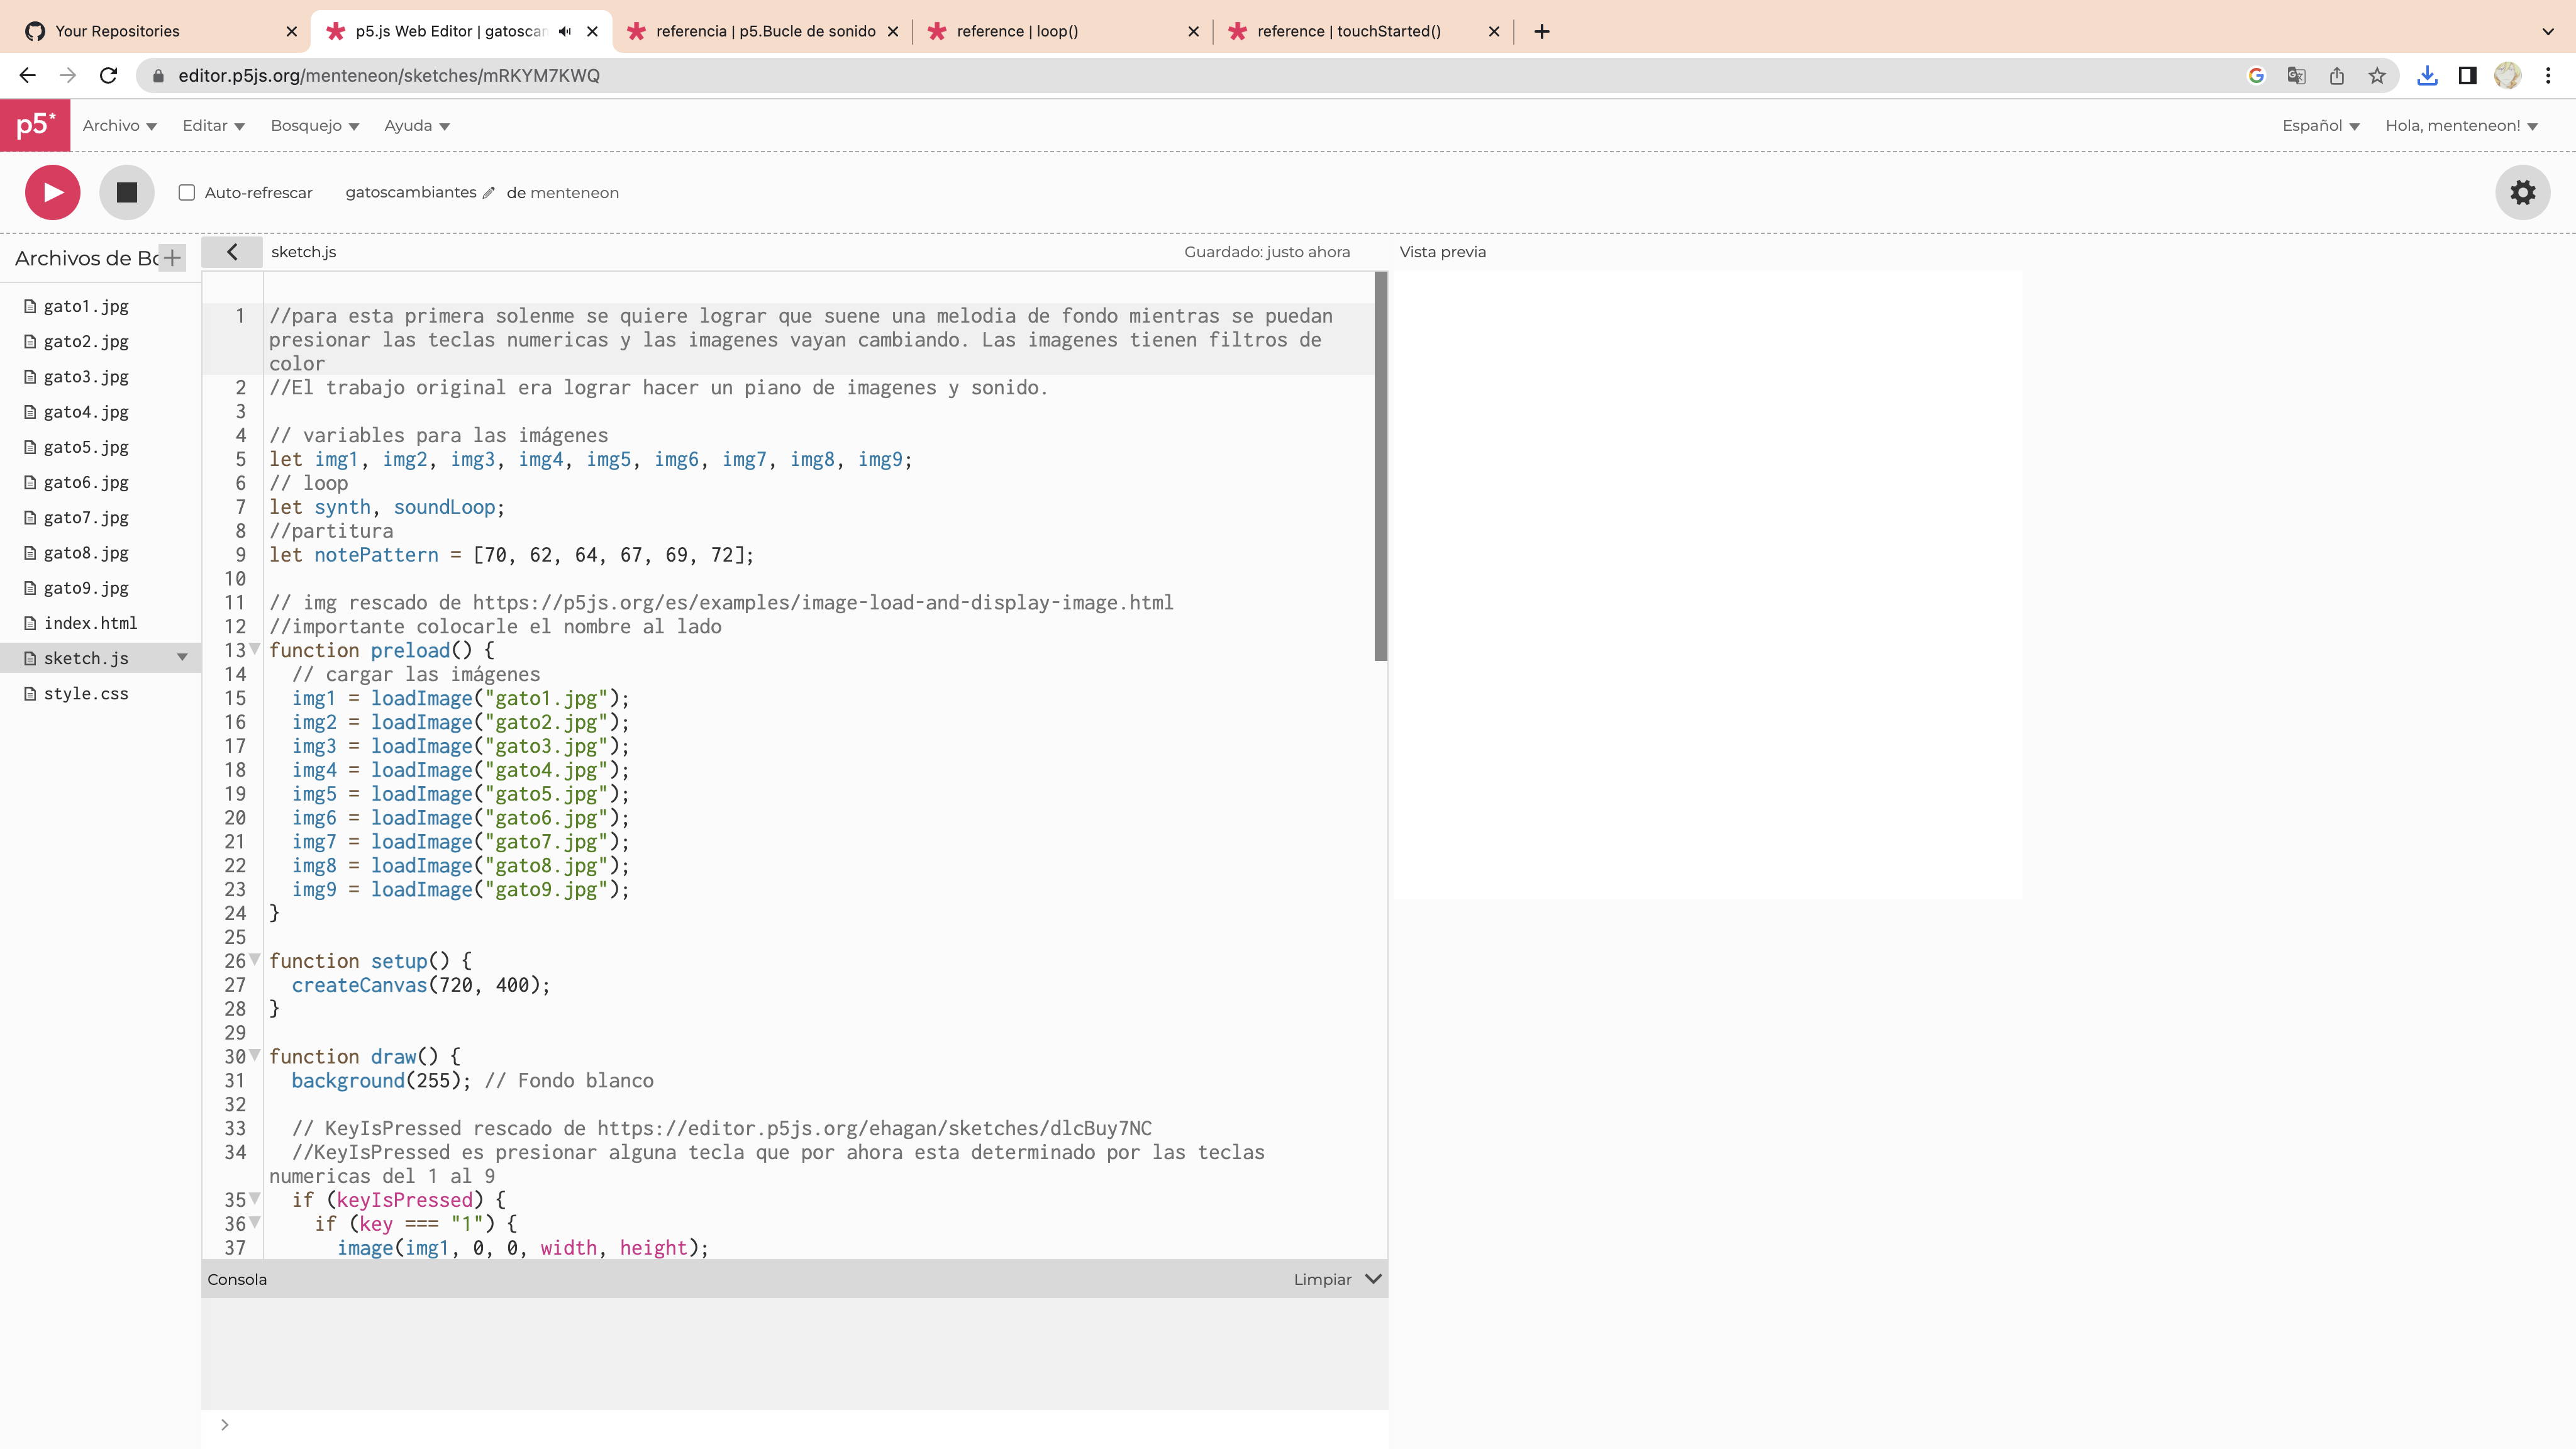 Your Repositories
p5.js Web Editor | gatoscan
referencia | p5.Bucle de sonido
reference | loop()
reference | touchStarted()
editor.p5js.org/menteneon/sketches/mRKYM7KWQ
p5*
Archivo
Editar
Bosquejo
Ayuda
Español
Hola, menteneon!
Auto-refrescar
gatoscambiantes
de menteneon
Archivos de Bo
sketch.js
Guardado: justo ahora
Vista previa
gato1.jpg
gato2.jpg
gato3.jpg
gato4.jpg
gato5.jpg
gato6.jpg
gato7.jpg
gato8.jpg
gato9.jpg
index.html
sketch.js
style.css
1 //para esta primera solenme se quiere lograr que suene una melodia de fondo mientras se puedan
presionar las teclas numericas y las imagenes vayan cambiando. Las imagenes tienen filtros de
color
2 //El trabajo original era lograr hacer un piano de imagenes y sonido.
3
4 // variables para las imágenes
5 let img1, img2, img3, img4, img5, img6, img7, img8, img9;
6 // loop
7 let synth, soundLoop;
8 //partitura
9 let notePattern = [70, 62, 64, 67, 69, 72];
10
11 // img rescado de https://p5js.org/es/examples/image-load-and-display-image.html
12 //importante colocarle el nombre al lado
13 function preload() {
14 // cargar las imágenes
15 img1 = loadImage("gato1.jpg");
16 img2 = loadImage("gato2.jpg");
17 img3 = loadImage("gato3.jpg");
18 img4 = loadImage("gato4.jpg");
19 img5 = loadImage("gato5.jpg");
20 img6 = loadImage("gato6.jpg");
21 img7 = loadImage("gato7.jpg");
22 img8 = loadImage("gato8.jpg");
23 img9 = loadImage("gato9.jpg");
24 }
25
26 function setup() {
27 createCanvas(720, 400);
28 }
29
30 function draw() {
31 background(255); // Fondo blanco
32
33 // KeyIsPressed rescado de https://editor.p5js.org/ehagan/sketches/dlcBuy7NC
34 //KeyIsPressed es presionar alguna tecla que por ahora esta determinado por las teclas
numericas del 1 al 9
35 if (keyIsPressed) {
36 if (key === "1") {
37 image(img1, 0, 0, width, height);
Consola
Limpiar
>